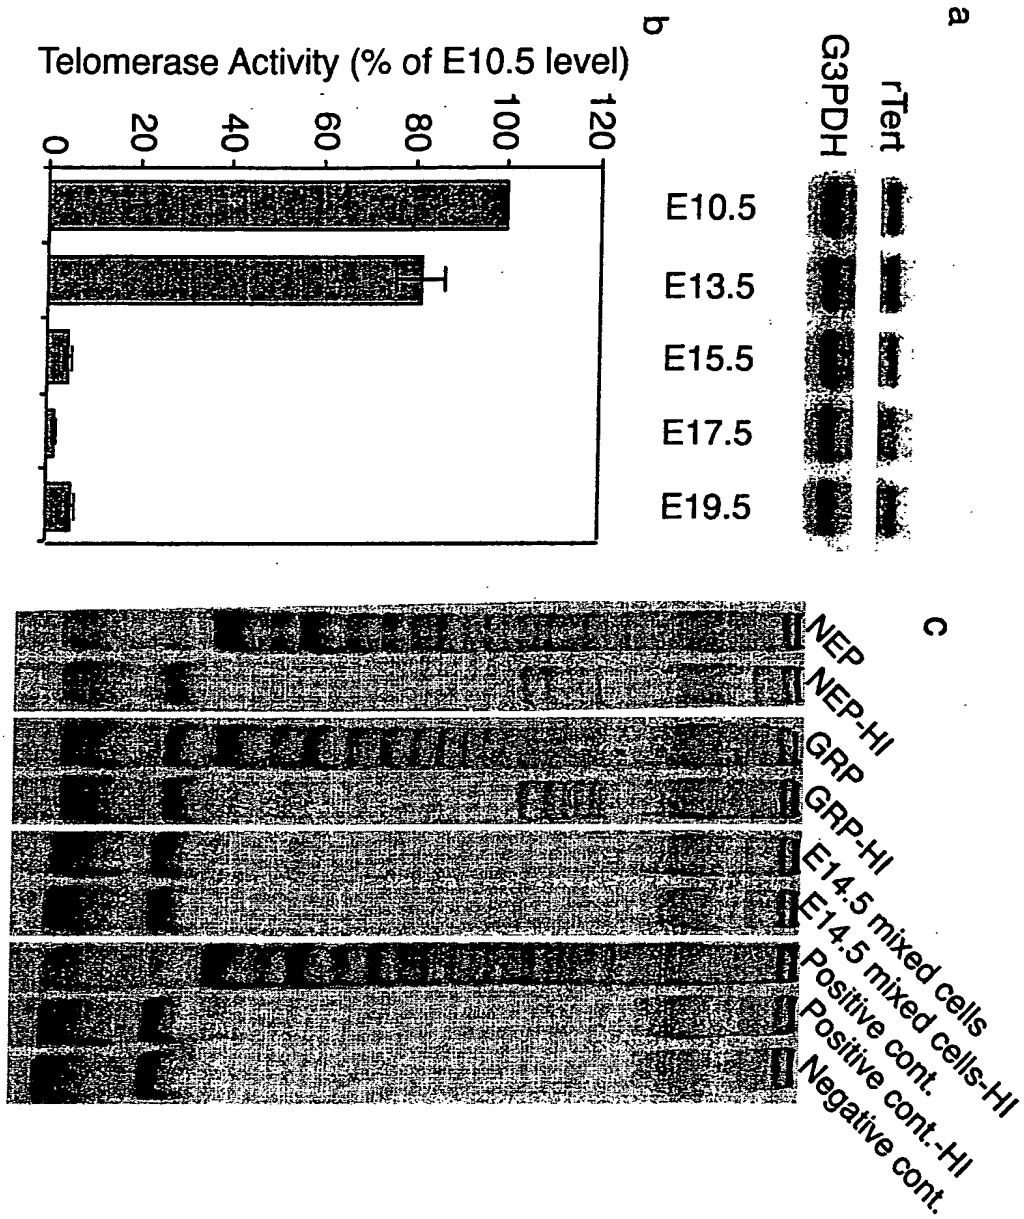 a
rTert
G3PDH
E10.5
E13.5
E15.5
E17.5
E19.5
b
Telomerase Activity (% of E10.5 level)
120
100
80
60
40
20
0
c
NEP
NEP-HI
GRP
GRP-HI
E14.5 mixed cells
E14.5 mixed cells-HI
Positive cont.
Positive cont.-HI
Negative cont.